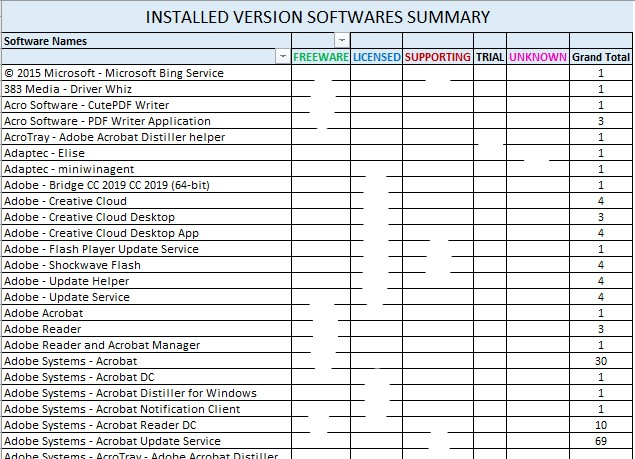 INSTALLED VERSION SOFTWARES SUMMARY
Software Names
FREEWARE LICENSED SUPPORTING TRIAL UNKNOWN Grand Total
© 2015 Microsoft - Microsoft Bing Service 1
383 Media - Driver Whiz 1
Acro Software - CutePDF Writer 1
Acro Software - PDF Writer Application 3
AcroTray - Adobe Acrobat Distiller helper 1
Adaptec - Elise 1
Adaptec - miniwinagent 1
Adobe - Bridge CC 2019 CC 2019 (64-bit) 1
Adobe - Creative Cloud 4
Adobe - Creative Cloud Desktop 3
Adobe - Creative Cloud Desktop App 4
Adobe - Flash Player Update Service 1
Adobe - Shockwave Flash 4
Adobe - Update Helper 4
Adobe - Update Service 4
Adobe Acrobat 1
Adobe Reader 3
Adobe Reader and Acrobat Manager 1
Adobe Systems - Acrobat 30
Adobe Systems - Acrobat DC 1
Adobe Systems - Acrobat Distiller for Windows 1
Adobe Systems - Acrobat Notification Client 1
Adobe Systems - Acrobat Reader DC 10
Adobe Systems - Acrobat Update Service 69
Adobe Systems - AcroTray - Adobe Acrobat Distiller